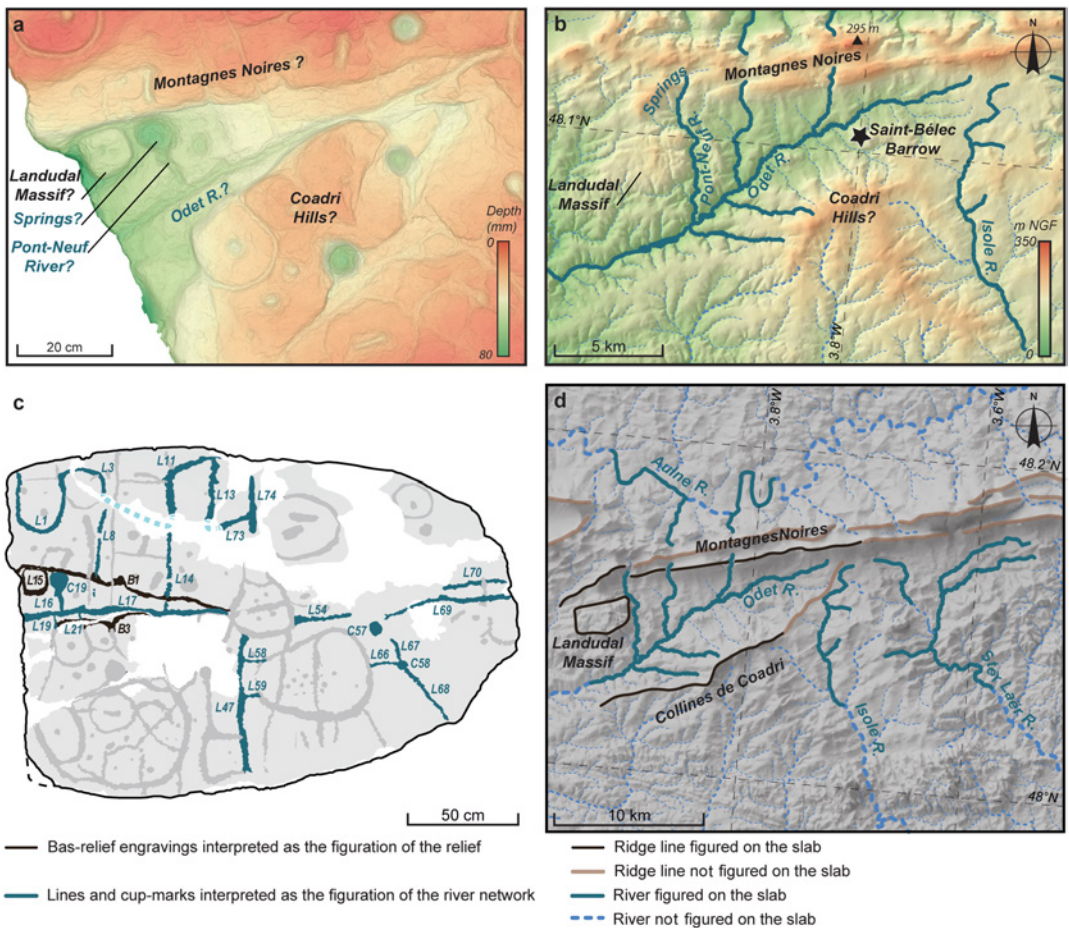 a
Montagnes Noires ?
Landudal
Massif?
Springs?
Pont-Neuf
River?
Odet R.?
Coadri
Hills?
Depth
(mm)
0
80
20 cm
b
295 m
N
Montagnes Noires
Springs
48.1°N
Pont-Neuf R.
Odet R.
Saint-Bélec
Barrow
Landudal
Massif
Coadri
Hills?
Isole R.
m NGF
350
0
3.8°W
5 km
c
L3
L11
L13
L74
L1
L73
L8
L15
C19
B1
L14
L70
L16
L17
L69
L54
L19
L21
B3
C57
L58
L67
L66
C58
L59
L68
L47
50 cm
d
3.8°W
3.6°W
N
48.2°N
Aulne R.
Montagnes Noires
Odet R.
Landudal
Massif
Collines de Coadri
Ster Laër R.
Isole R.
48°N
10 km
Bas-relief engravings interpreted as the figuration of the relief
Lines and cup-marks interpreted as the figuration of the river network
Ridge line figured on the slab
Ridge line not figured on the slab
River figured on the slab
River not figured on the slab